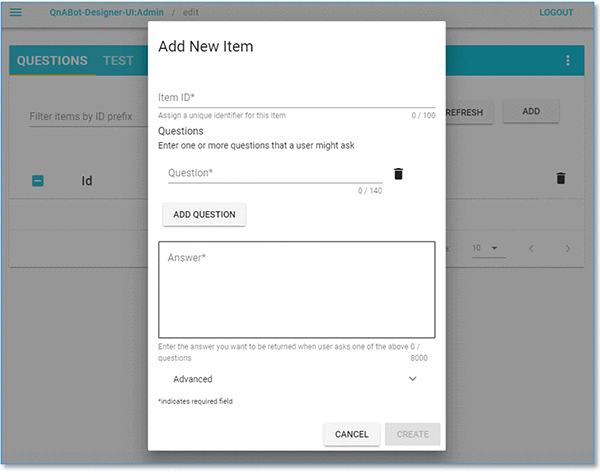 QnABot-Designer-UI:Admin / edit LOGOUT
QUESTIONS TEST
Add New Item
Filter items by ID prefix
REFRESH ADD
Item ID*
Assign a unique identifier for this item 0 / 100
Questions
Enter one or more questions that a user might ask
Id
Question*
0 / 140
ADD QUESTION
10
Answer*
Enter the answer you want to be returned when user asks one of the above 0 /
questions 8000
Advanced
*indicates required field
CANCEL CREATE